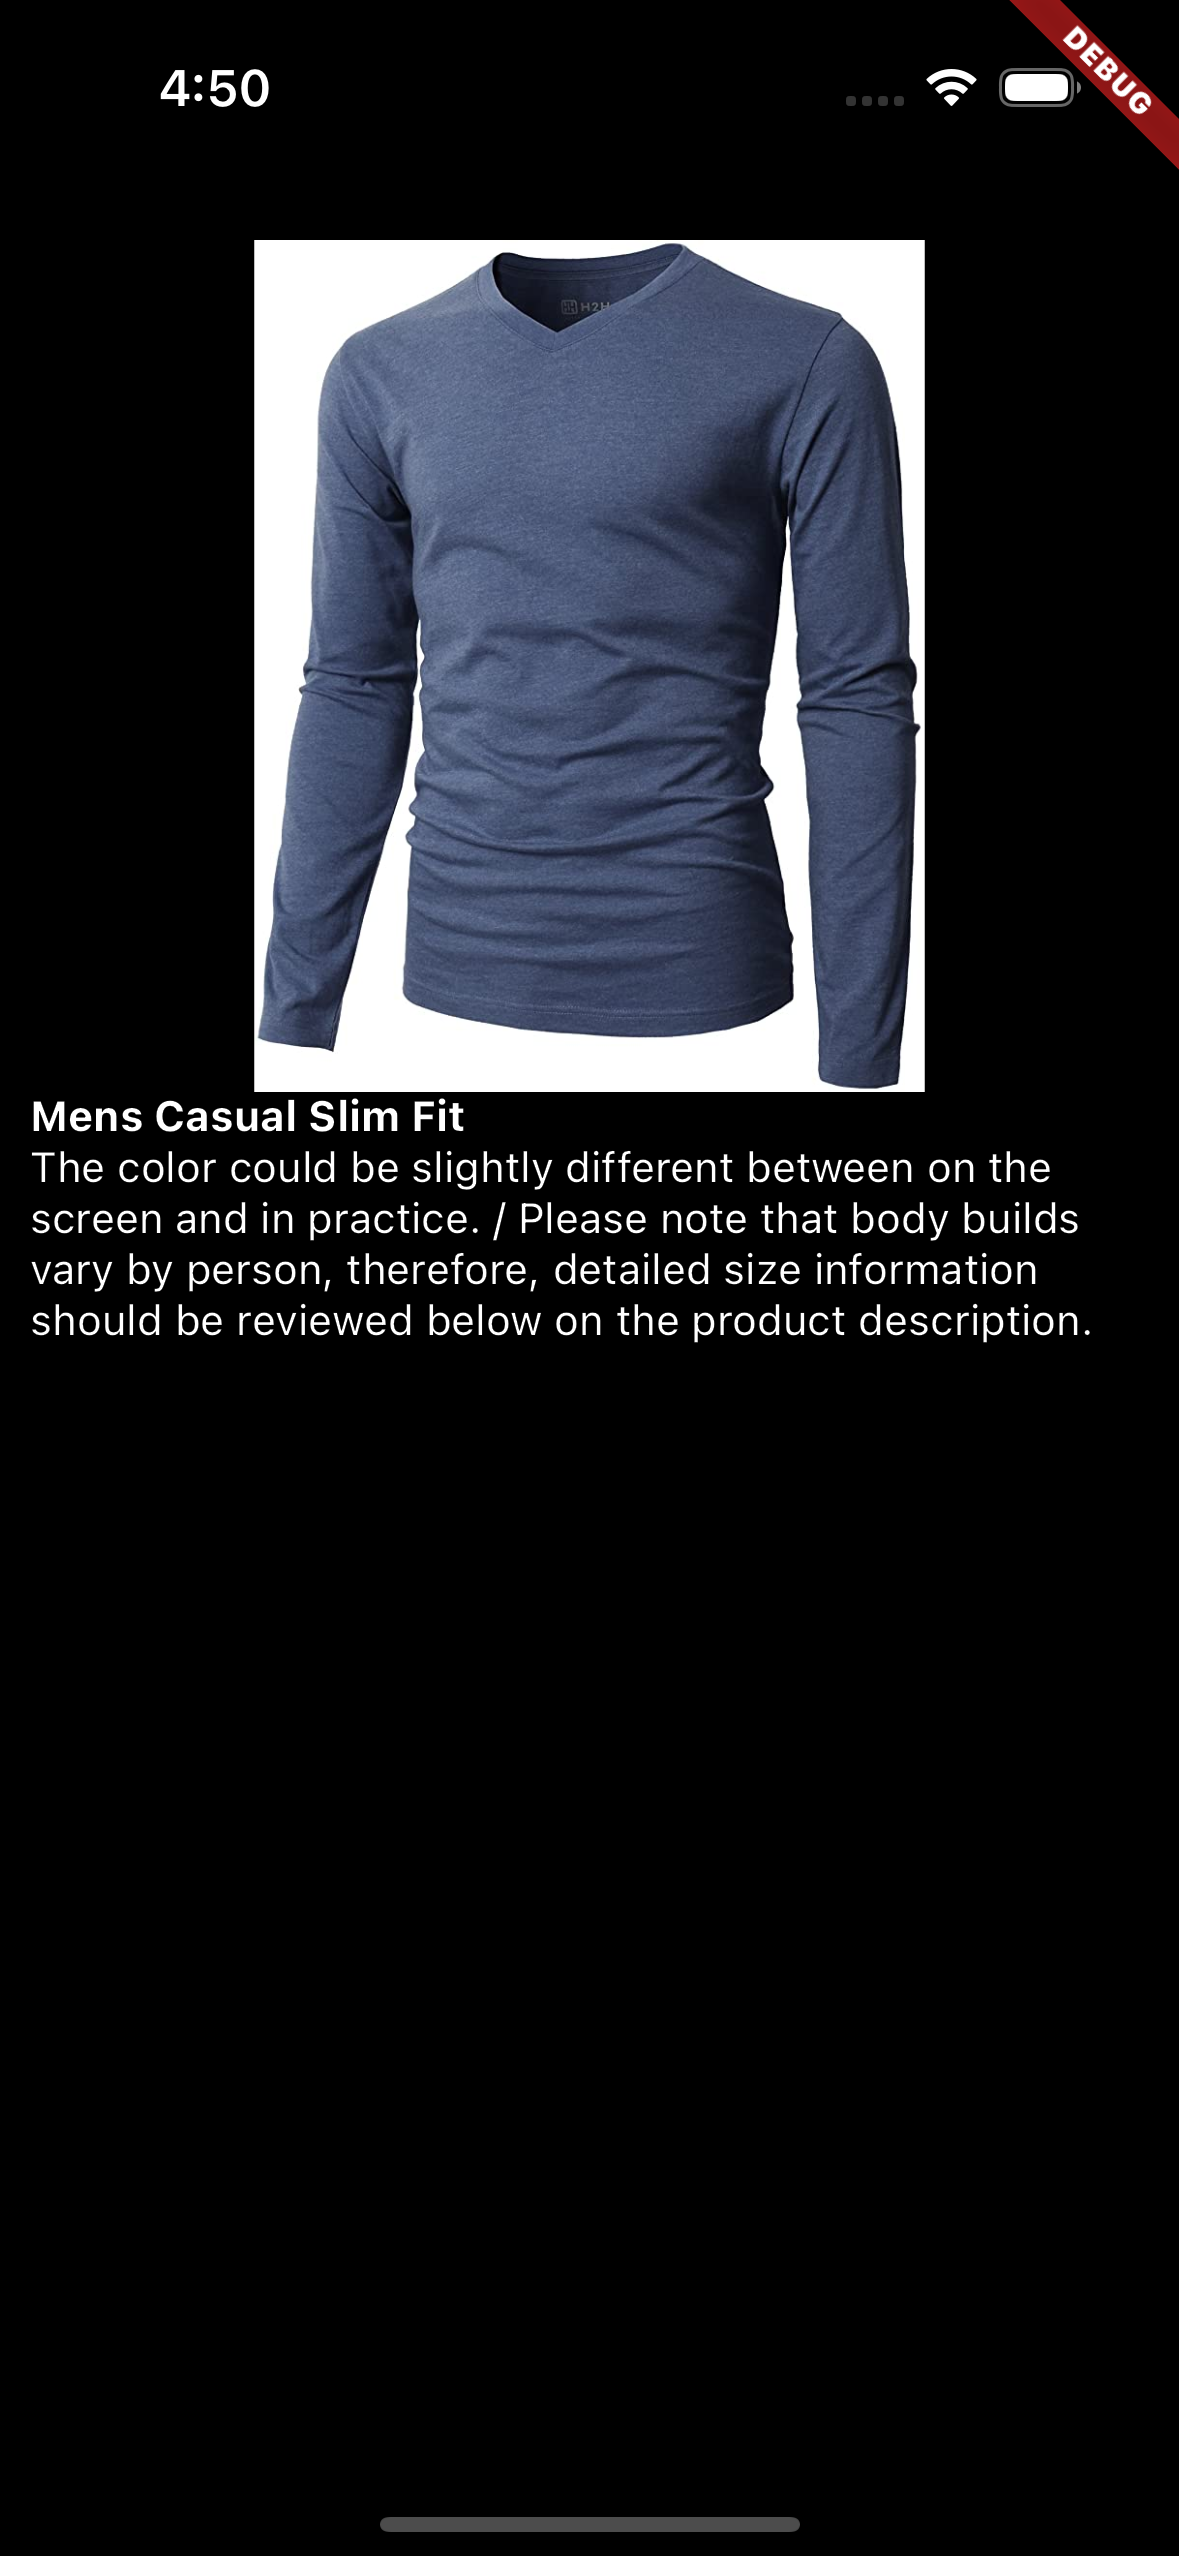 4:50
DEBUG
H2H
Mens Casual Slim Fit
The color could be slightly different between on the
screen and in practice. / Please note that body builds
vary by person, therefore, detailed size information
should be reviewed below on the product description.